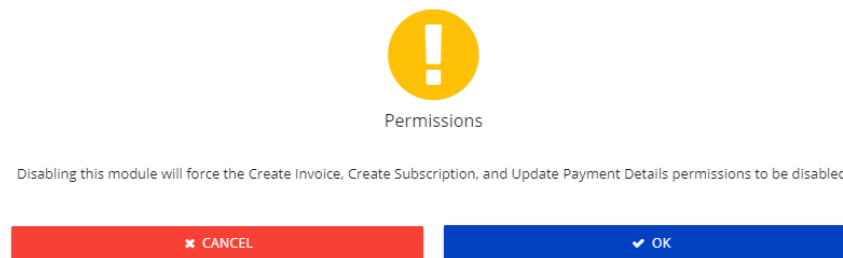 Permissions
Disabling this module will force the Create Invoice, Create Subscription, and Update Payment Details permissions to be disabled
✖ CANCEL
✔ OK